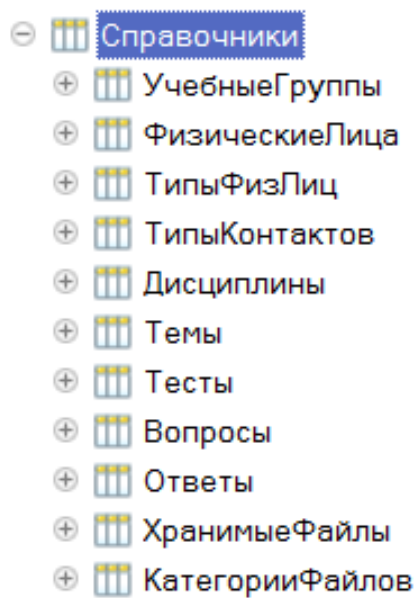 Справочники
УчебныеГруппы
ФизическиеЛица
ТипыФизЛиц
ТипыКонтактов
Дисциплины
Темы
Тесты
Вопросы
Ответы
ХранимыеФайлы
КатегорииФайлов